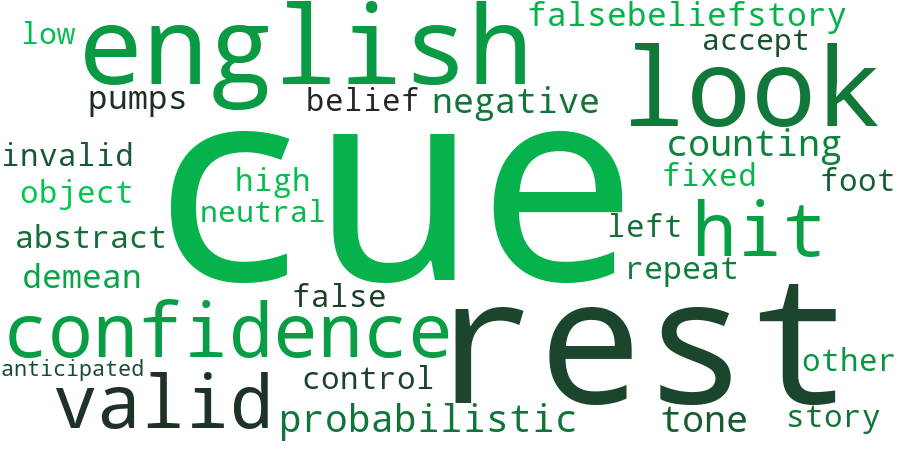 falsebeliefstory
low
english
accept
look
pumps
belief
negative
cue
counting
invalid
high
fixed
foot
object
neutral
hit
left
abstract
repeat
demean
false
rest
confidence
other
anticipated
valid
control
probabilistic
tone
story